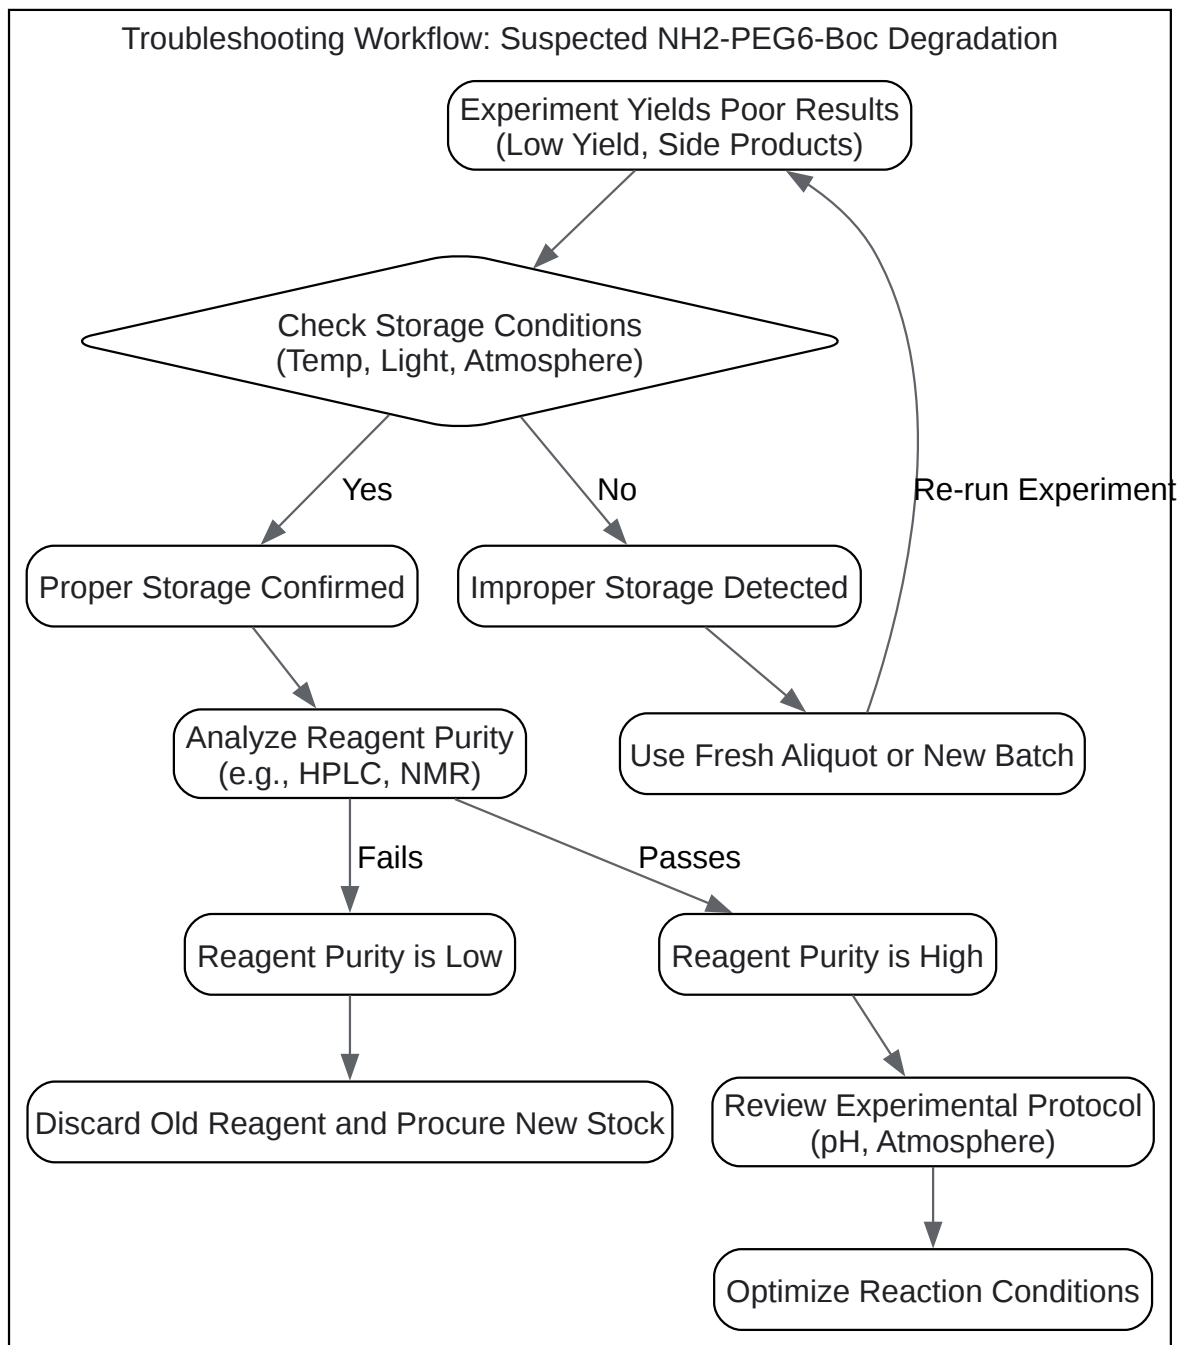 Troubleshooting Workflow: Suspected NH2-PEG6-Boc Degradation
Experiment Yields Poor Results
(Low Yield, Side Products)
Check Storage Conditions
(Temp, Light, Atmosphere)
Yes
No
Re-run Experiment
Proper Storage Confirmed
Improper Storage Detected
Analyze Reagent Purity
(e.g., HPLC, NMR)
Use Fresh Aliquot or New Batch
Fails
Passes
Reagent Purity is Low
Reagent Purity is High
Discard Old Reagent and Procure New Stock
Review Experimental Protocol
(pH, Atmosphere)
Optimize Reaction Conditions